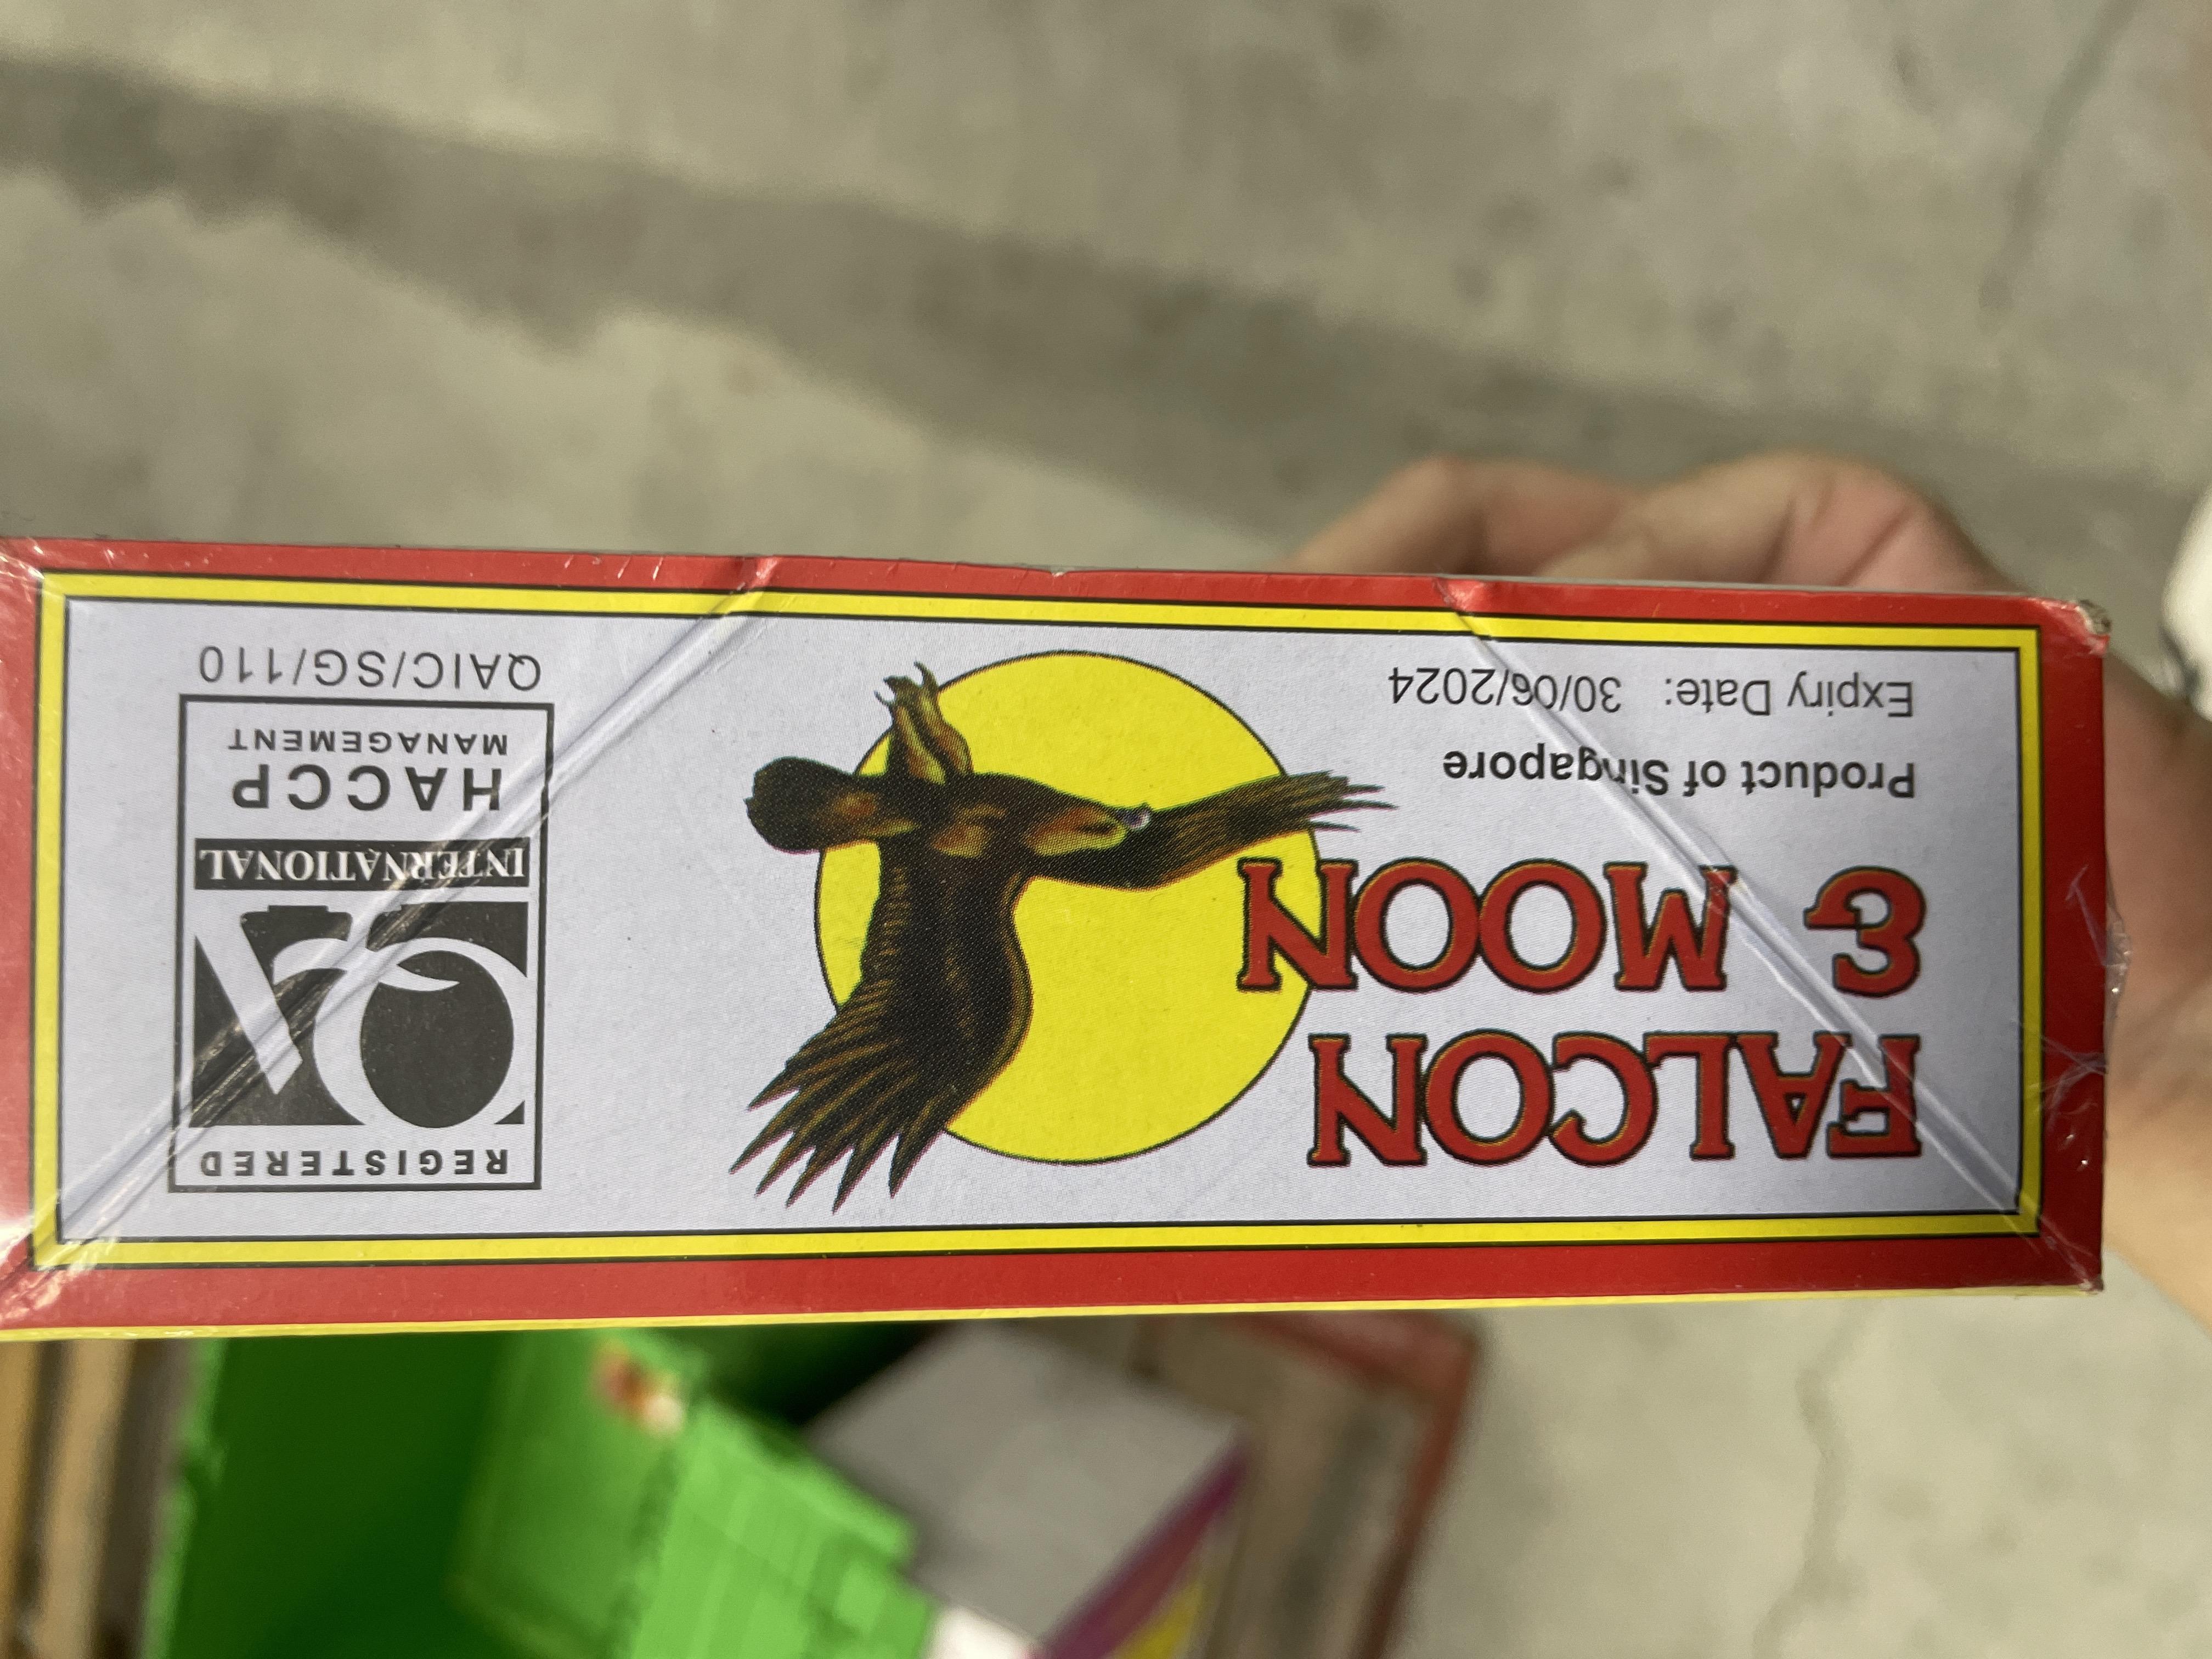 FALCON
& MOON
Product of Singapore
Expiry Date: 30/06/2024
REGISTERED
QA
INTERNATIONAL
HACCP
MANAGEMENT
QAIC/SG/110